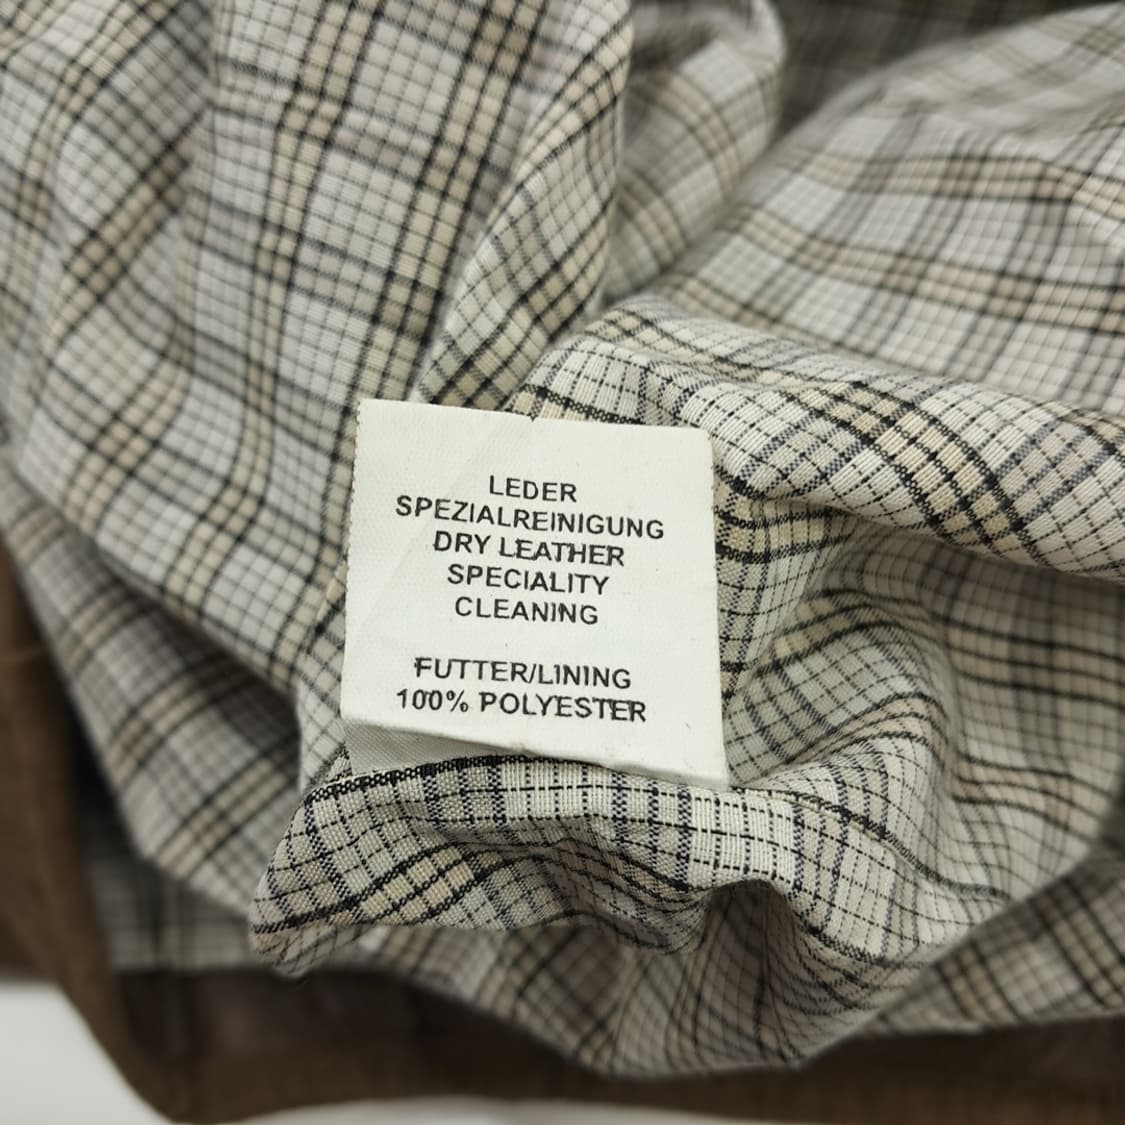 LEDER
SPEZIALREINIGUNG
DRY LEATHER
SPECIALITY
CLEANING
FUTTER/LINING
100% POLYESTER